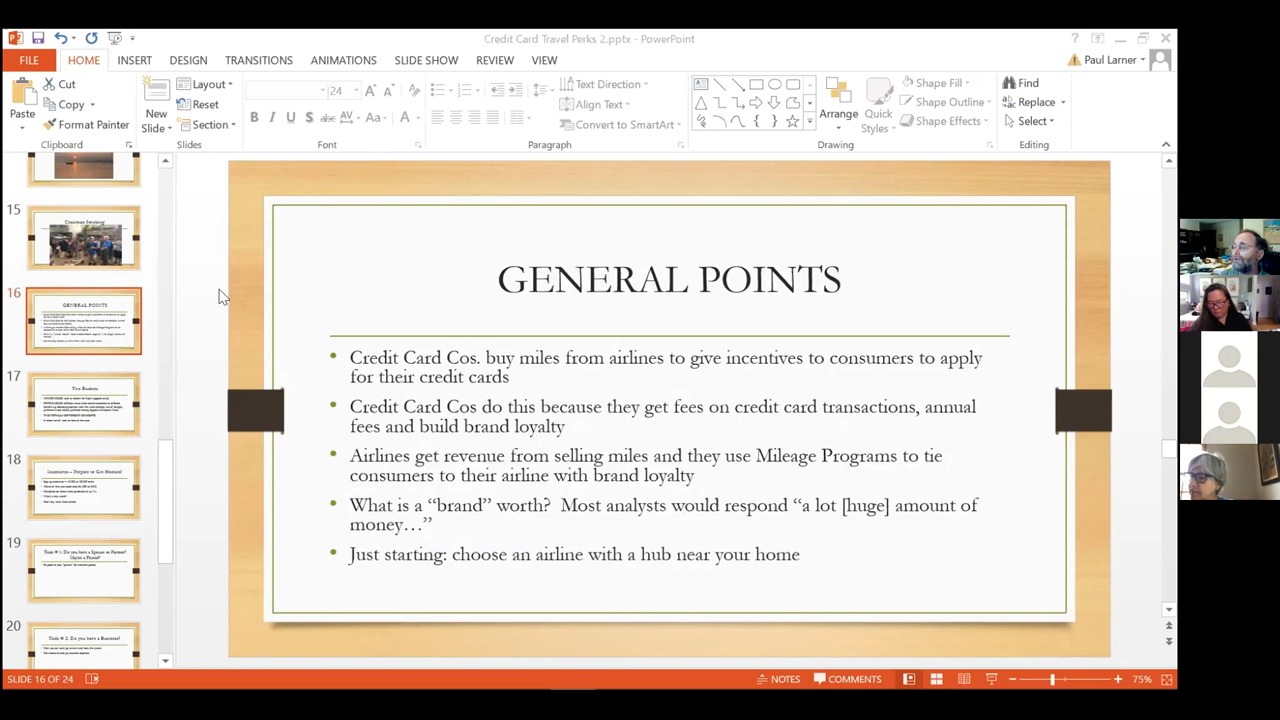 Credit Card Travel Perks 2.pptx - PowerPoint
?
FILE HOME INSERT DESIGN TRANSITIONS ANIMATIONS SLIDE SHOW REVIEW VIEW
Paul Larner
Paste
Cut
Copy
Format Painter
Clipboard
New
Slide
Layout
Reset
Section
Slides
24
B I U S abc AV Aa A
Font
Text Direction
Align Text
Convert to SmartArt
Paragraph
Arrange
Quick
Styles
Shape Fill
Shape Outline
Shape Effects
Drawing
Find
Replace
Select
Editing
15
16
GENERAL POINTS
17
18
19
20
GENERAL POINTS
• Credit Card Cos. buy miles from airlines to give incentives to consumers to apply
for their credit cards
• Credit Card Cos do this because they get fees on credit card transactions, annual
fees and build brand loyalty
• Airlines get revenue from selling miles and they use Mileage Programs to tie
consumers to their airline with brand loyalty
• What is a “brand” worth? Most analysts would respond “a lot [huge] amount of
money…”
• Just starting: choose an airline with a hub near your home
SLIDE 16 OF 24
NOTES
COMMENTS
75%